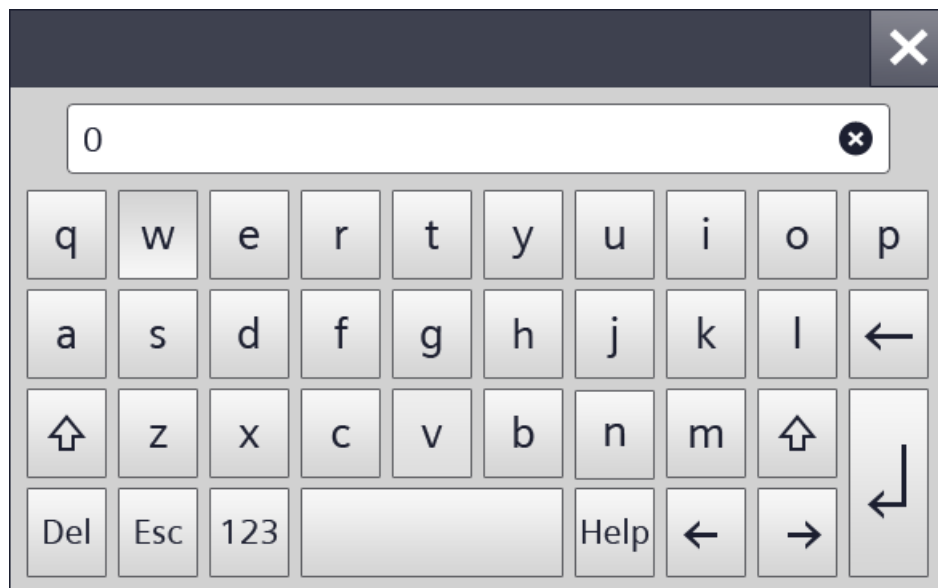 0
q w e r t y u i o p
a s d f g h j k l
z x c v b n m
Del Esc 123 Help